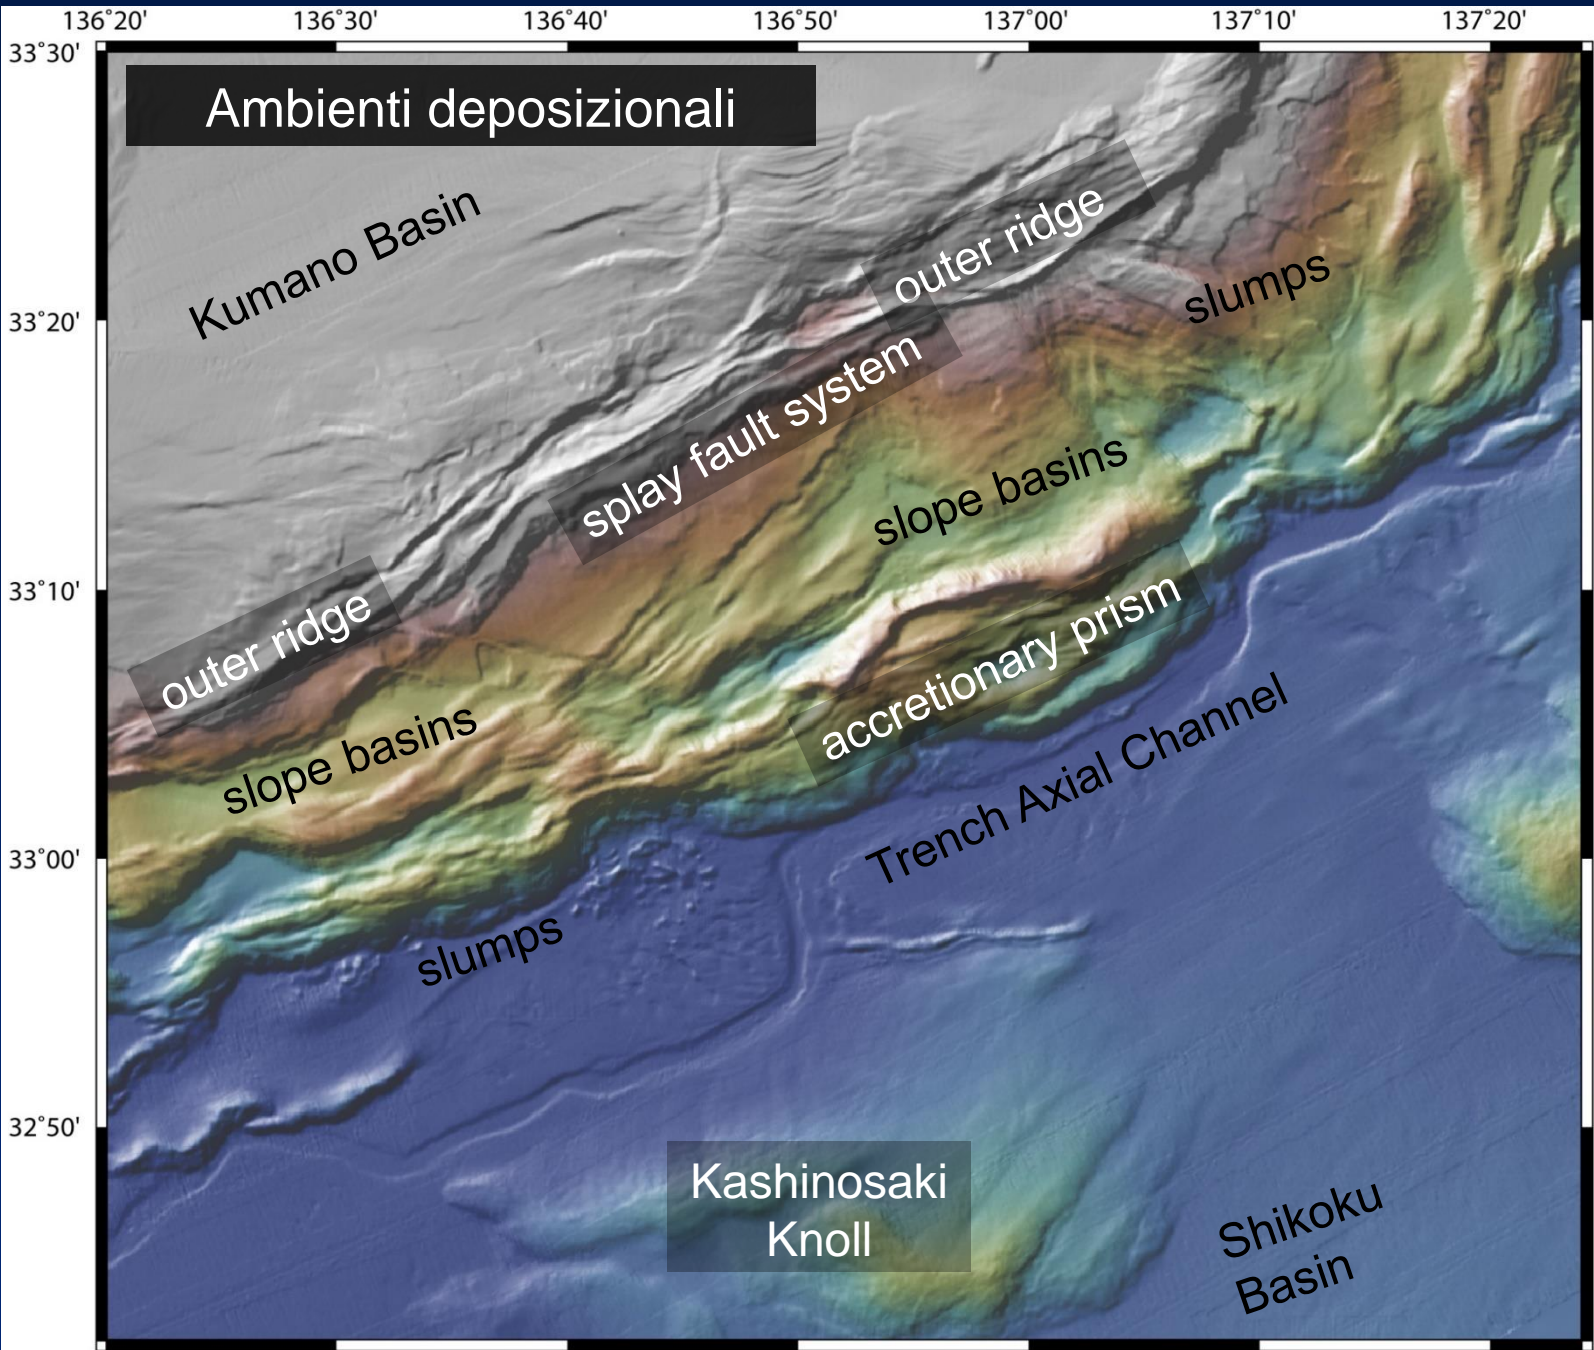 136°20'
136°30'
136°40'
136°50'
137°00'
137°10'
137°20'
33°30'
33°20'
33°10'
33°00'
32°50'
Ambienti deposizionali
Kumano Basin
outer ridge
slumps
splay fault system
slope basins
outer ridge
accretionary prism
slope basins
Trench Axial Channel
slumps
Kashinosaki
Knoll
Shikoku
Basin